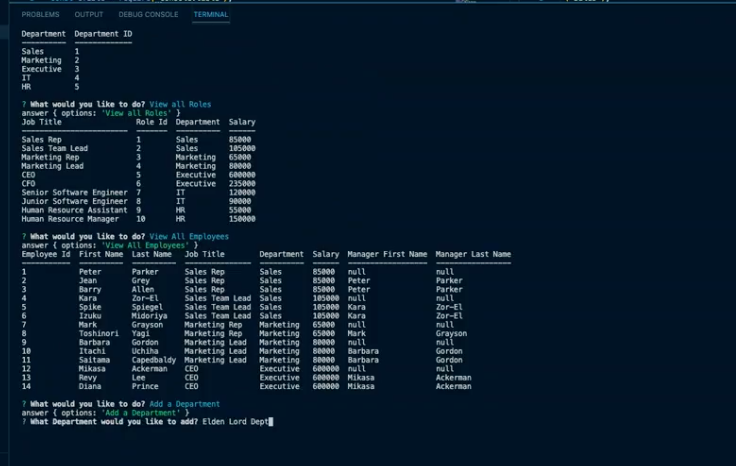 PROBLEMS OUTPUT DEBUG CONSOLE TERMINAL
Department Department ID
Sales 1
Marketing 2
Executive 3
IT 4
HR 5
? What would you like to do? View all Roles
answer { options: 'View all Roles' }
Job Title Role Id Department Salary
Sales Rep 1 Sales 85000
Sales Team Lead 2 Sales 105000
Marketing Rep 3 Marketing 65000
Marketing Lead 4 Marketing 80000
CEO 5 Executive 600000
CFO 6 Executive 235000
Senior Software Engineer 7 IT 120000
Junior Software Engineer 8 IT 90000
Human Resource Assistant 9 HR 55000
Human Resource Manager 10 HR 150000
? What would you like to do? View All Employees
answer { options: 'View All Employees' }
Employee Id First Name Last Name Job Title Department Salary Manager First Name Manager Last Name
1 Peter Parker Sales Rep Sales 85000 null null
2 Jean Grey Sales Rep Sales 85000 Peter Parker
3 Barry Allen Sales Rep Sales 85000 Peter Parker
4 Kara Zor-El Sales Team Lead Sales 105000 null null
5 Spike Spiegel Sales Team Lead Sales 105000 Kara Zor-El
6 Izuku Midoriya Sales Team Lead Sales 105000 Kara Zor-El
7 Mark Grayson Marketing Rep Marketing 65000 null null
8 Toshinori Yagi Marketing Rep Marketing 65000 Mark Grayson
9 Barbara Gordon Marketing Lead Marketing 80000 null null
10 Itachi Uchiha Marketing Lead Marketing 80000 Barbara Gordon
11 Saitama Capedbaldy Marketing Lead Marketing 80000 Barbara Gordon
12 Mikasa Ackerman CEO Executive 600000 null null
13 Revy Lee CEO Executive 600000 Mikasa Ackerman
14 Diana Prince CEO Executive 600000 Mikasa Ackerman
? What would you like to do? Add a Department
answer { options: 'Add a Department' }
? What Department would you like to add? Elden Lord Dept